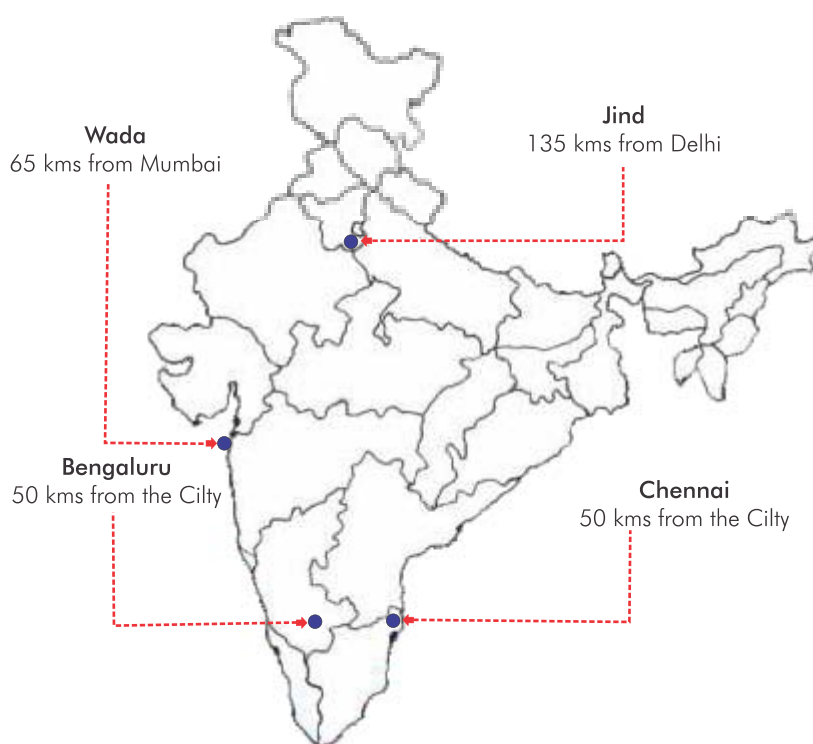 Wada
65 kms from Mumbai
Jind
135 kms from Delhi
Bengaluru
50 kms from the Cilty
Chennai
50 kms from the Cilty